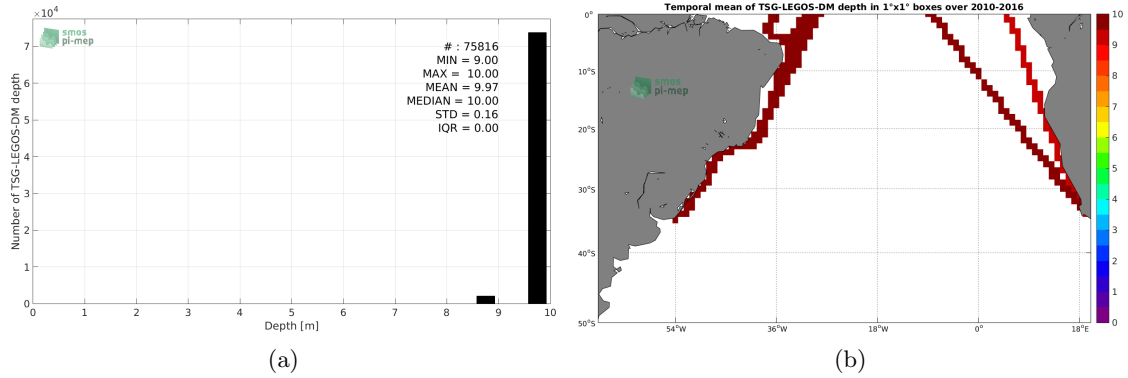 ×10⁴
smos
pi-mep
# : 75816
MIN = 9.00
MAX = 10.00
MEAN = 9.97
MEDIAN = 10.00
STD = 0.16
IQR = 0.00
Number of TSG-LEGOS-DM depth
7
6
5
4
3
2
1
0
0 1 2 3 4 5 6 7 8 9 10
Depth [m]
(a)
Temporal mean of TSG-LEGOS-DM depth in 1°x1° boxes over 2010-2016
smos
pi-mep
0°
10°S
20°S
30°S
40°S
50°S
54°W 36°W 18°W 0° 18°E
10
9
8
7
6
5
4
3
2
1
0
(b)